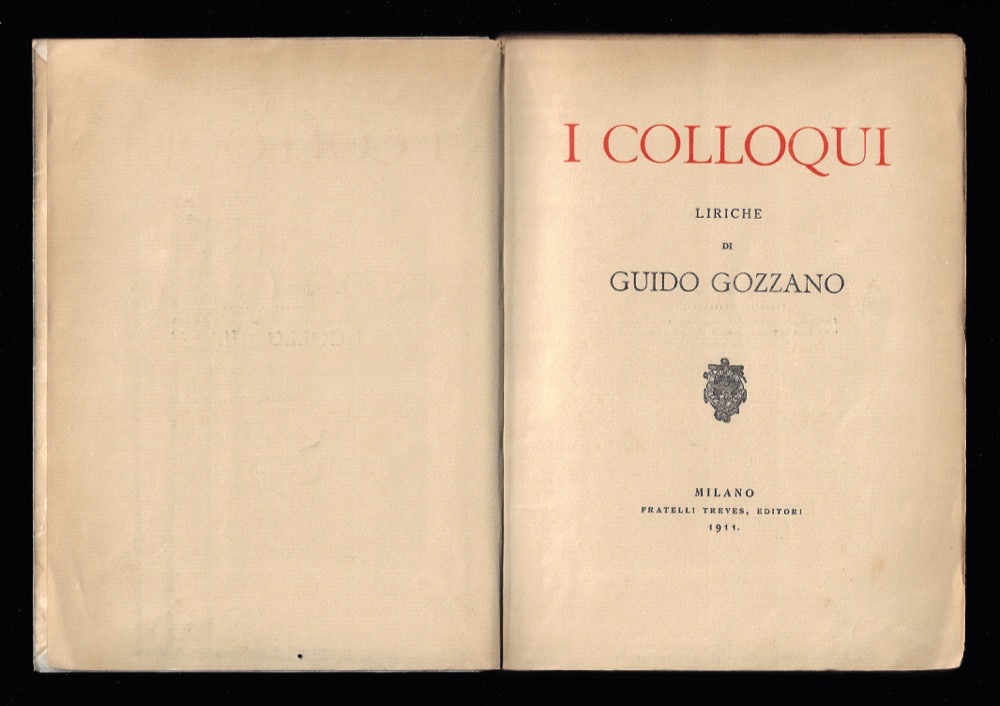 I COLLOQUI
LIRICHE
DI
GUIDO GOZZANO
MILANO
FRATELLI TREVES, EDITORI
1911.